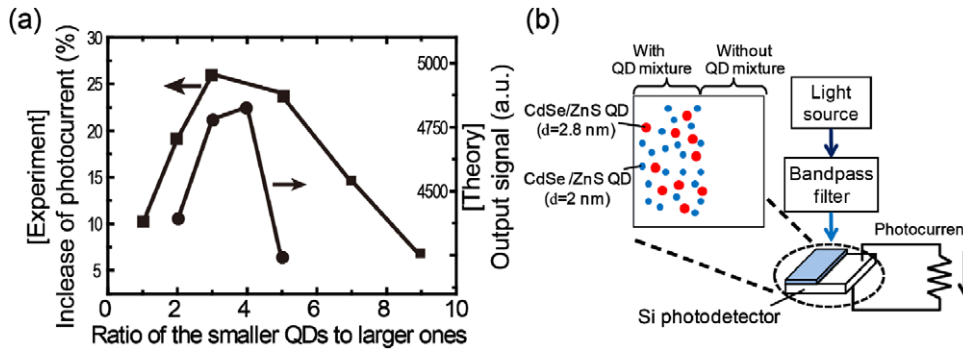 (a)
[Experiment]
Increase of photocurrent (%)
30
25
20
15
10
5
0
2
4
6
8
10
Ratio of the smaller QDs to larger ones
5000
4750
4500
[Theory]
Output signal (a.u.)
(b)
With
QD mixture
Without
QD mixture
CdSe/ZnS QD
(d=2.8 nm)
CdSe/ZnS QD
(d=2 nm)
Light
source
Bandpass
filter
Photocurren
Si photodetector